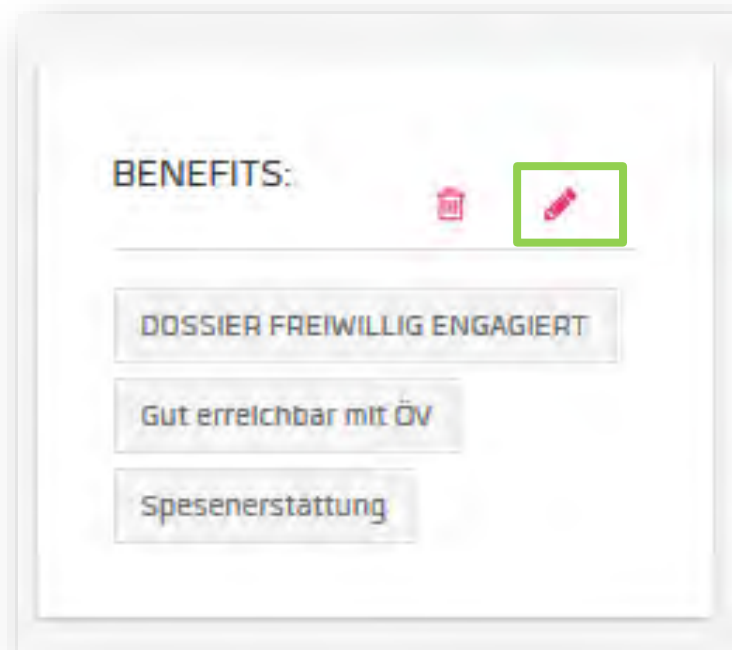 BENEFITS:
DOSSIER FREIWILLIG ENGAGIERT
Gut erreichbar mit ÖV
Spesenerstattung